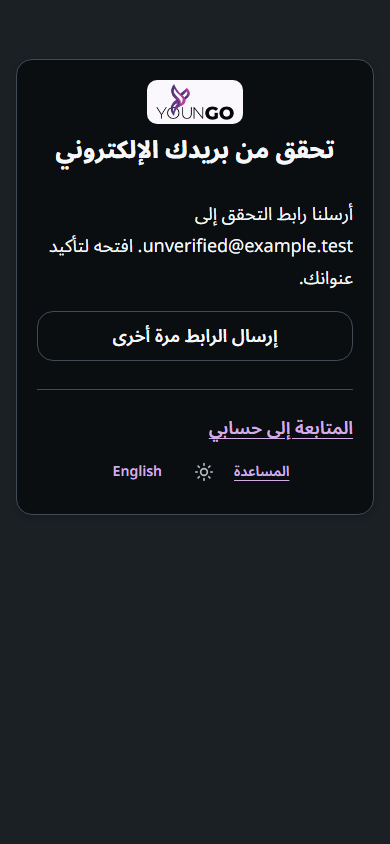 YOUNGO
تحقق من بريدك الإلكتروني
أرسلنا رابط التحقق إلى
unverified@example.test. افتحه لتأكيد
عنوانك.
إرسال الرابط مرة أخرى
المتابعة إلى حسابي
المساعدة
English